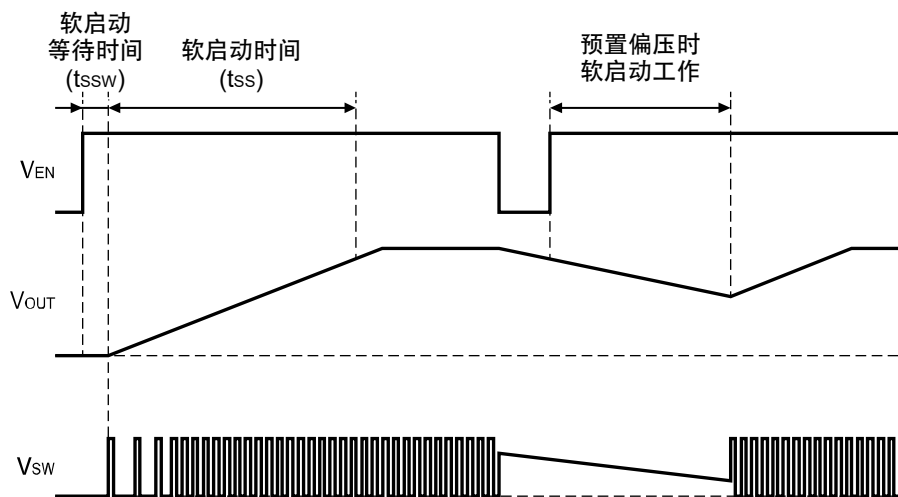 软启动
等待时间
(tssw)
软启动时间
(tss)
预置偏压时
软启动工作
VEN
VOUT
VSW